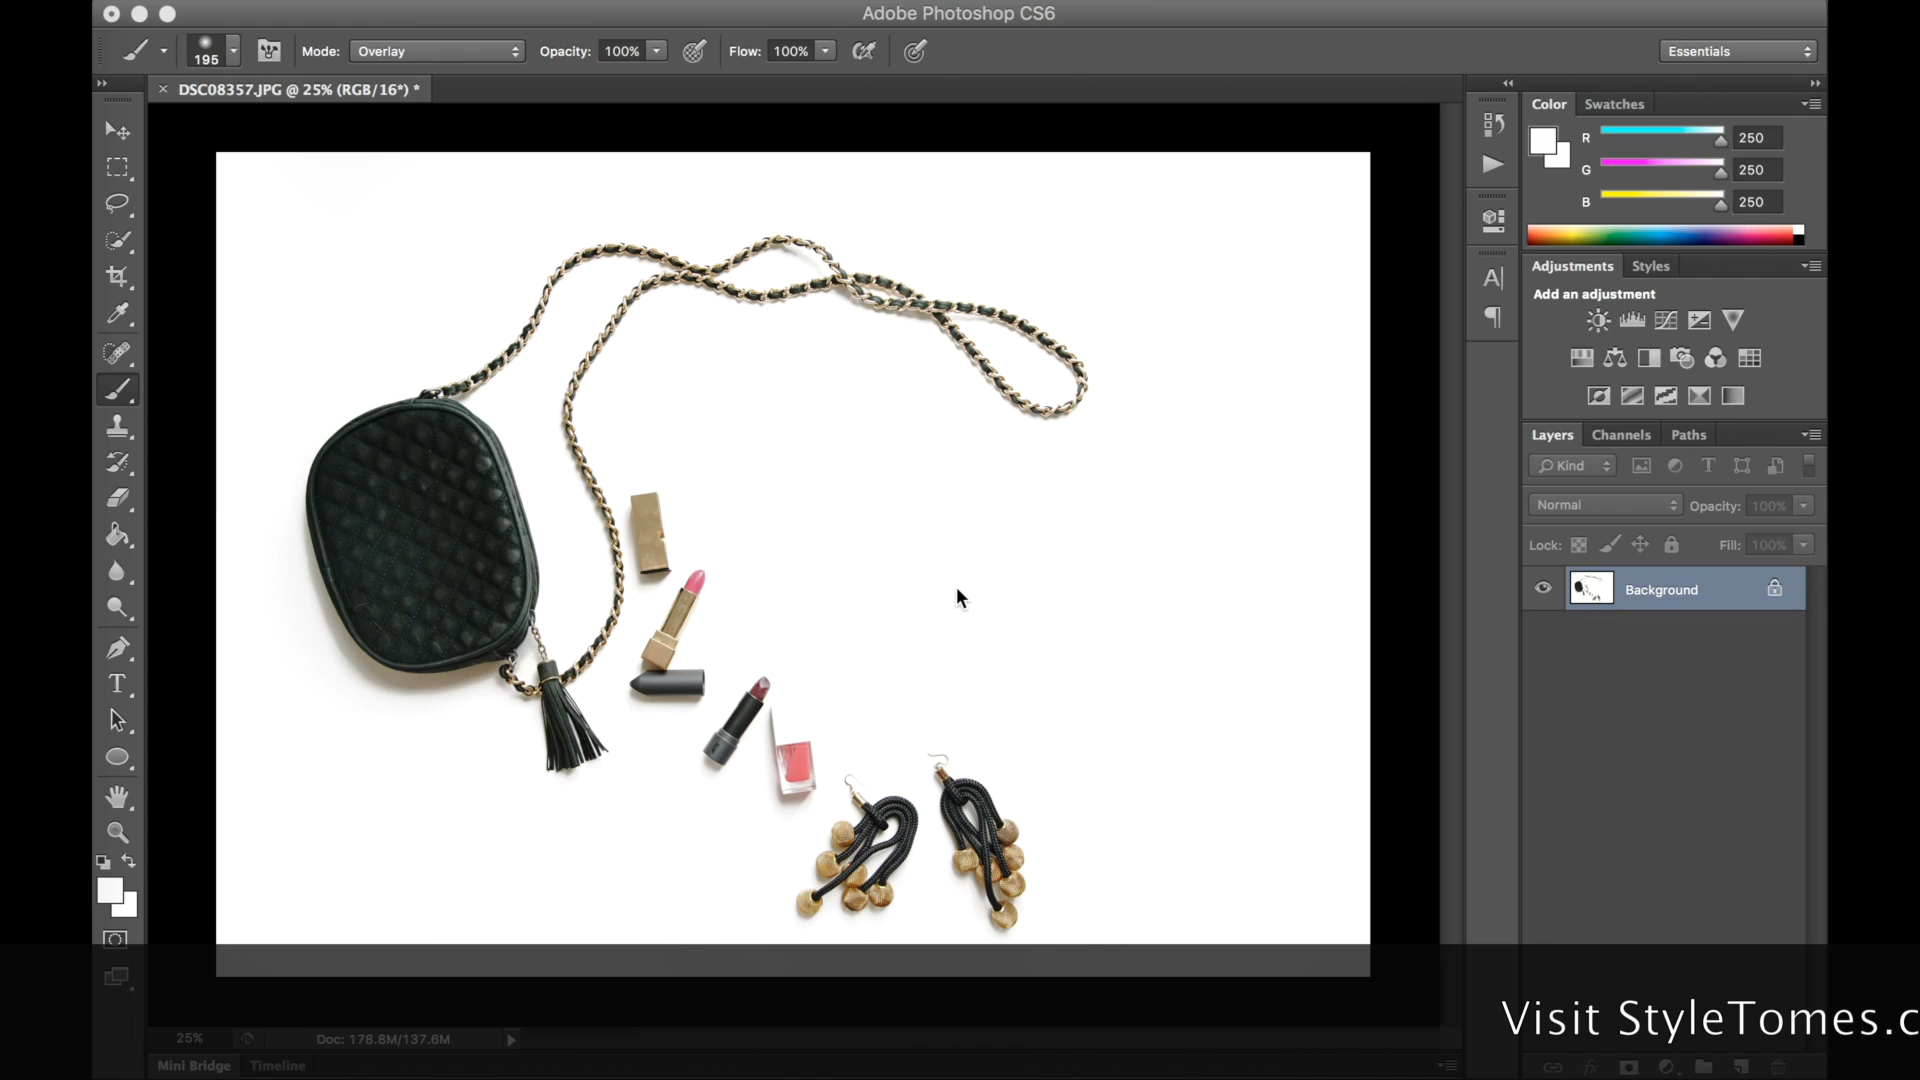 Adobe Photoshop CS6
195
Mode: Overlay Opacity: 100% Flow: 100% Essentials
DSC08357.JPG @ 25% (RGB/16*) *
Color Swatches
R 250
G 250
B 250
Adjustments Styles
Add an adjustment
Layers Channels Paths
Kind
Normal Opacity: 100%
Lock: Fill: 100%
Background
Visit StyleTomes.c
25% Doc: 178.8M/137.6M
Mini Bridge Timeline